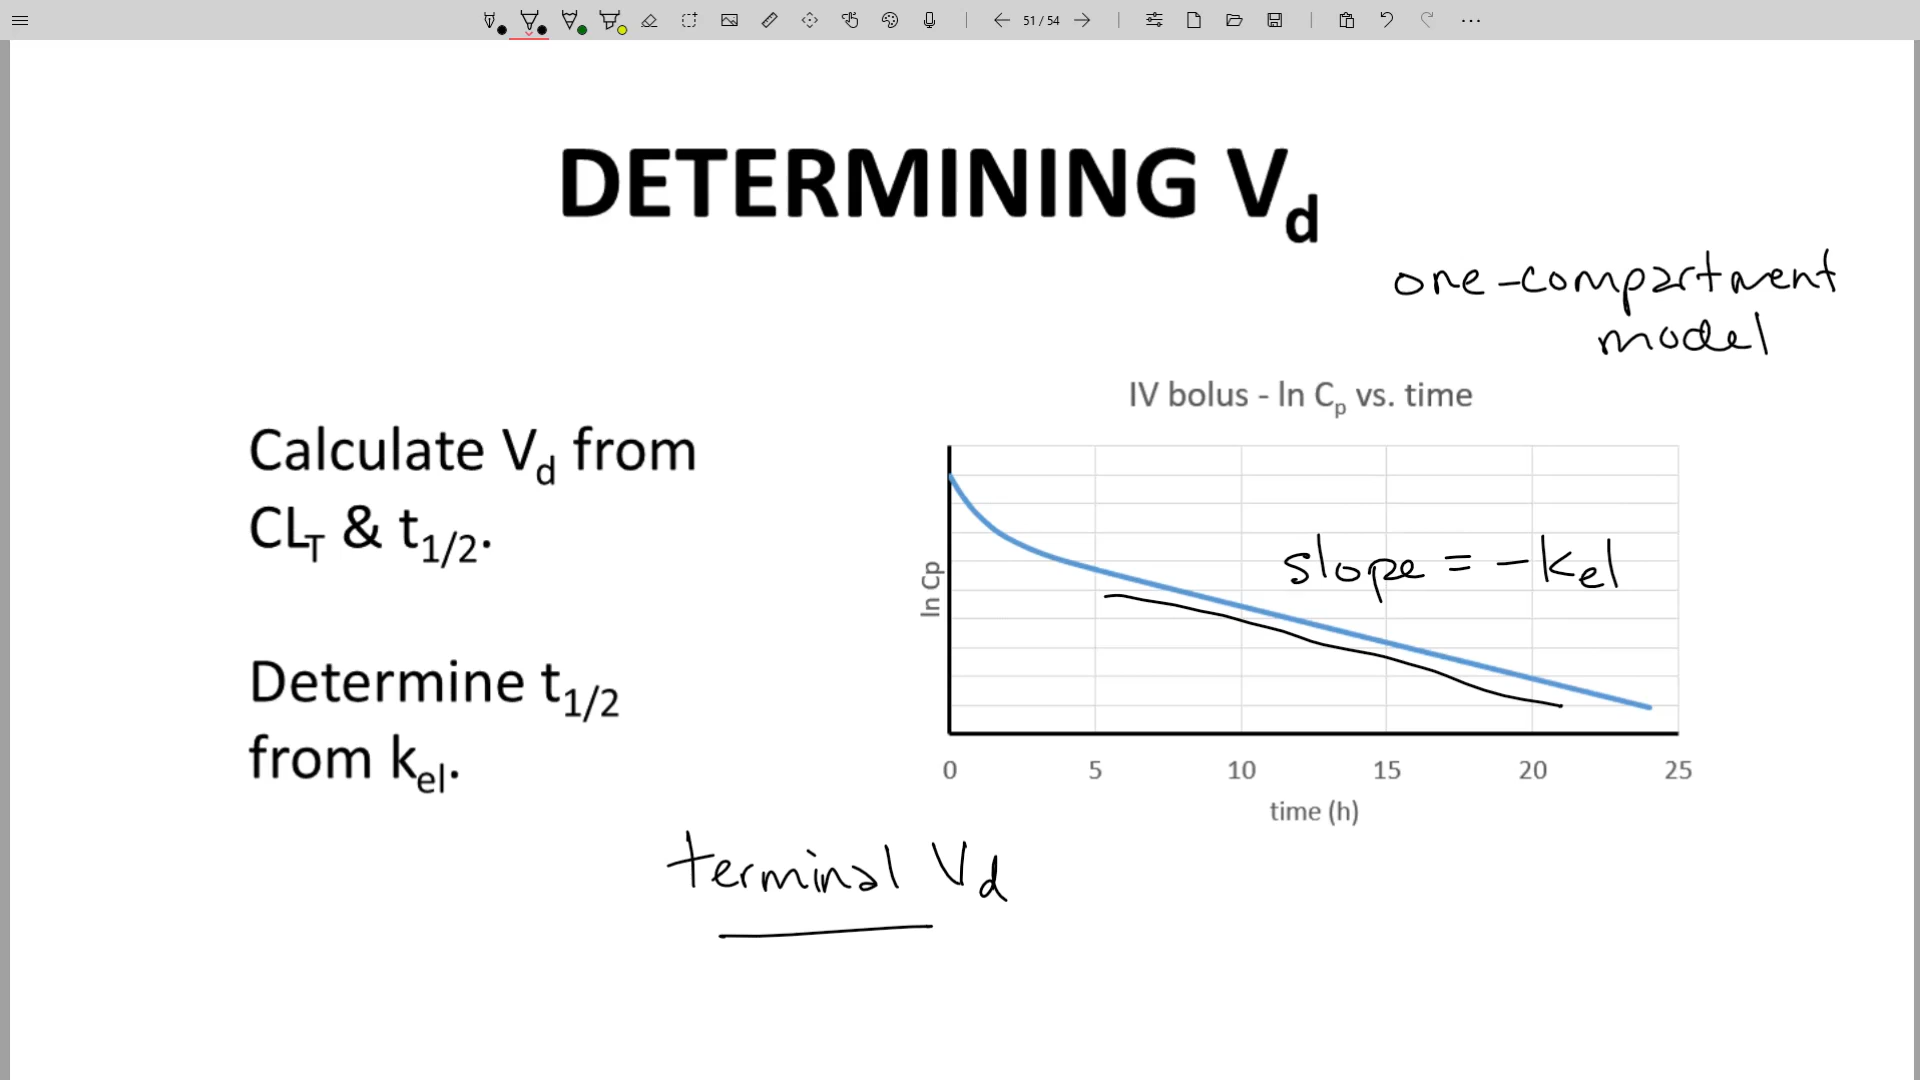 51 / 54
DETERMINING Vd
one-compartment
model
Calculate Vd from
CLT & t1/2.
Determine t1/2
from kel.
IV bolus - ln Cp vs. time
ln Cp
slope = -kel
0 5 10 15 20 25
time (h)
terminal Vd